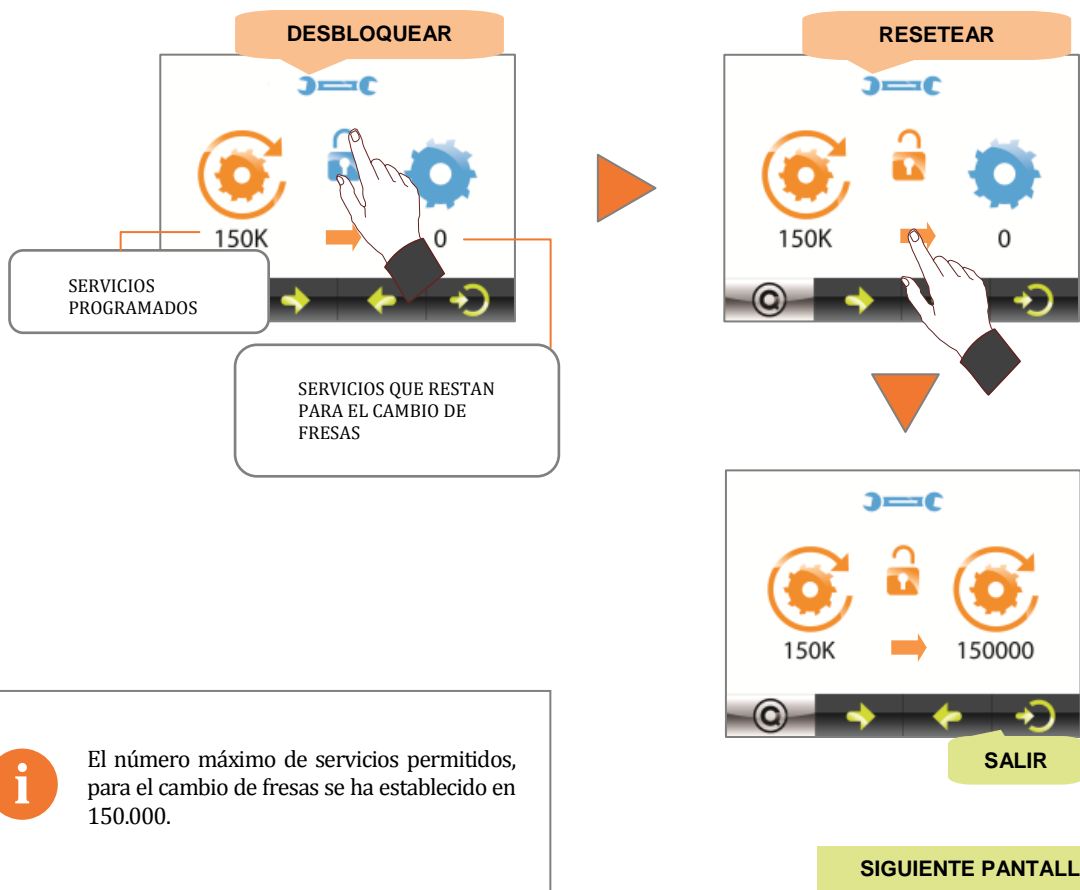 DESBLOQUEAR
150K
0
SERVICIOS
PROGRAMADOS
SERVICIOS QUE RESTAN
PARA EL CAMBIO DE
FRESAS
RESETEAR
150K
0
150K
150000
SALIR
i
El número máximo de servicios permitidos,
para el cambio de fresas se ha establecido en
150.000.
SIGUIENTE PANTALL